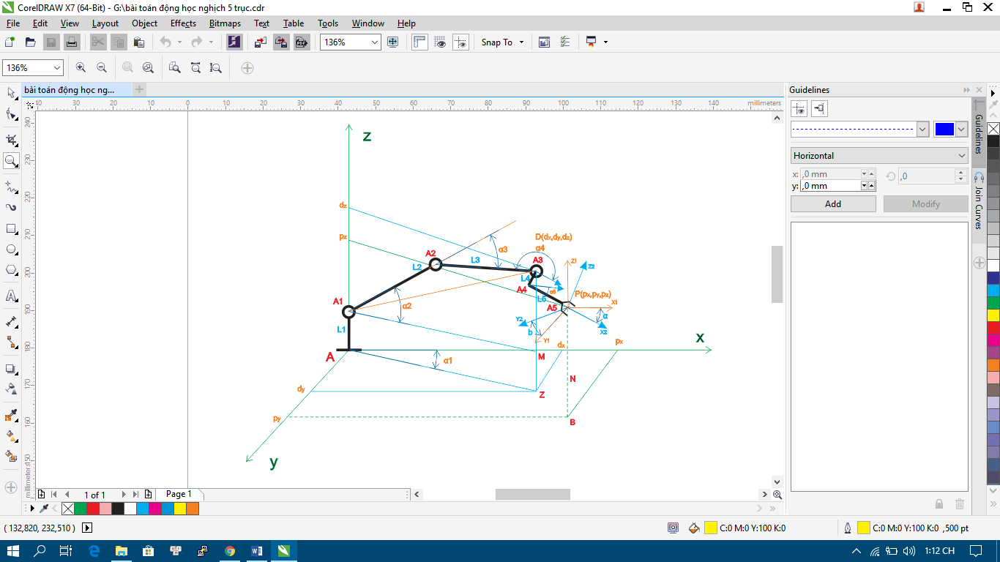 CorelDRAW X7 (64-Bit) - G:\bài toán động học nghịch 5 trục.cdr
File Edit View Layout Object Effects Bitmaps Text Table Tools Window Help
136% Snap To
136%
bài toán động học ng...
Guidelines
40 30 20 10 0 10 20 30 40 50 60 70 80 90 100 110 120 130 140 millimeters
240
230
220
210
200
190
180
170
160
150
millimeters
z
dz
pz
A2
L2
L3
α3
D(dx,dy,dz)
α4
A3
Z1
Z2
L4
A4
α5
L5
P(px,py,pz)
X1
A1
α2
A5
α
X2
Y2
b
Y1
L1
A
α1
M
dx
px
x
N
Z
dy
py
B
y
Horizontal
x: ,0 mm
,0
y: ,0 mm
Add Modify
Guidelines
Join Curves
1 of 1 Page 1
( 132,820, 232,510 )
C:0 M:0 Y:100 K:0
C:0 M:0 Y:100 K:0 ,500 pt
1:12 CH